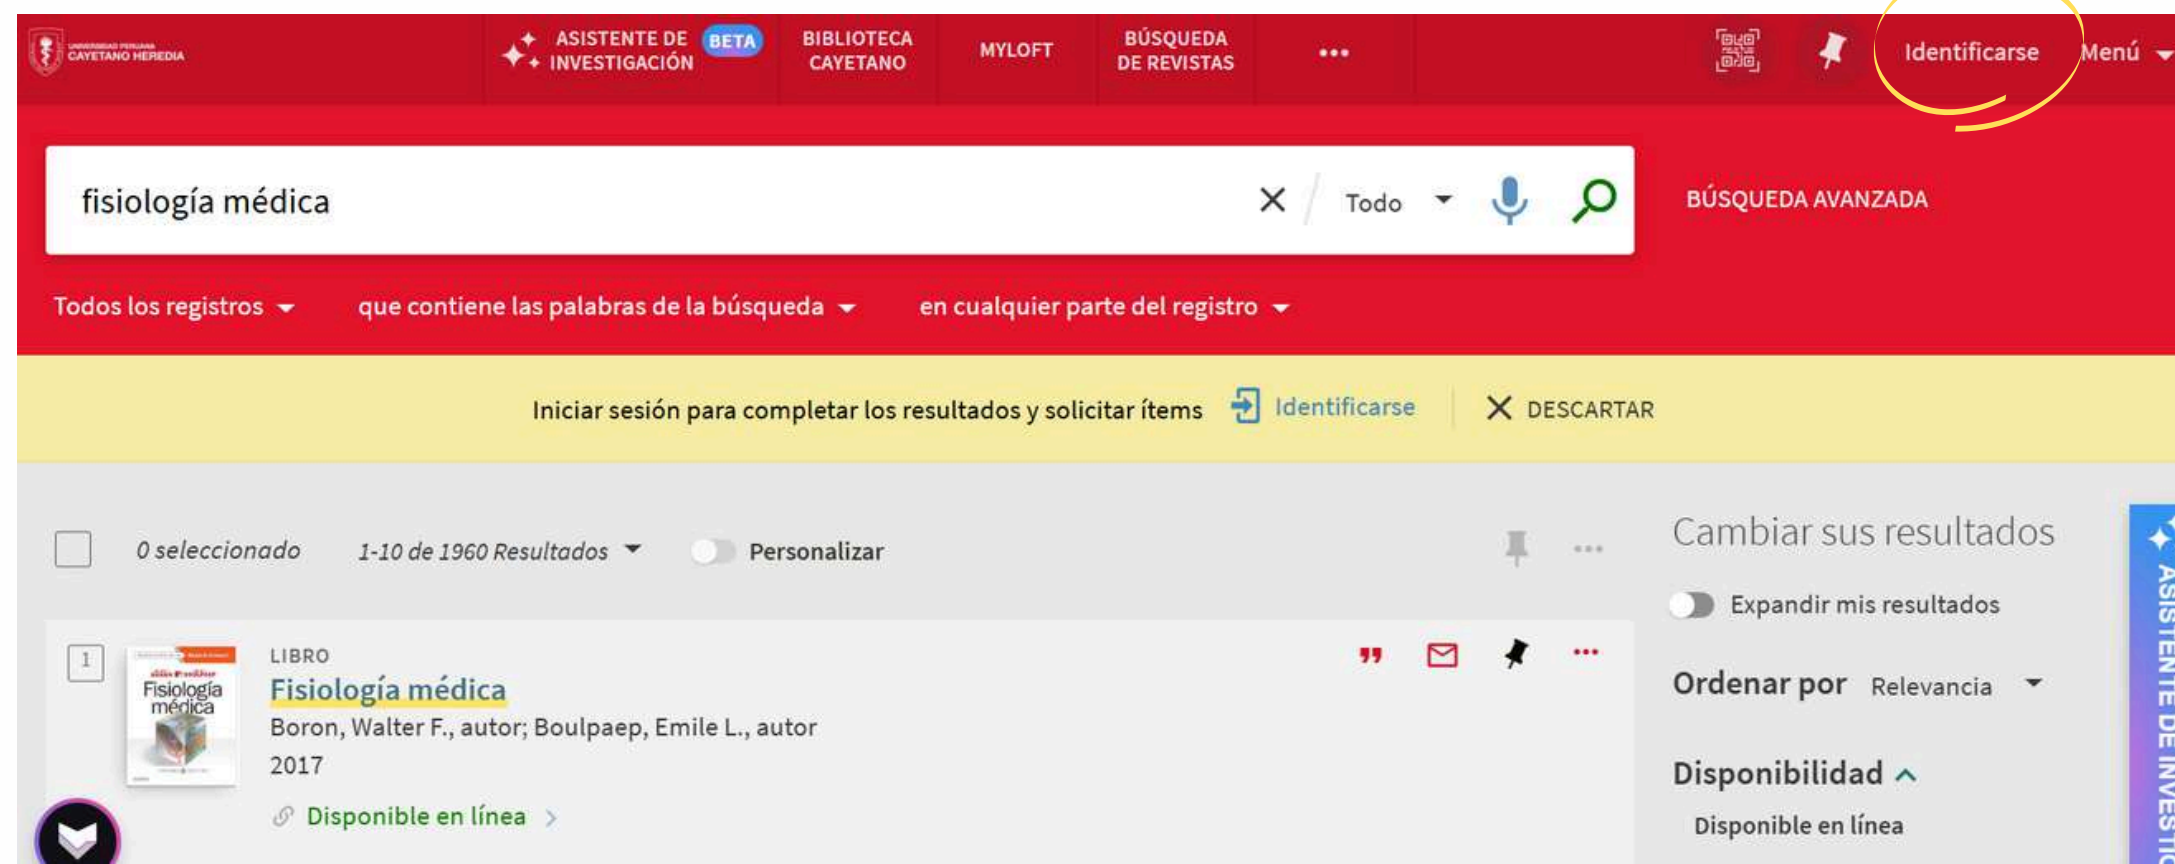 UNIVERSIDAD PERUANA
CAYETANO HEREDIA
ASISTENTE DE INVESTIGACIÓN BETA
BIBLIOTECA CAYETANO
MYLOFT
BÚSQUEDA DE REVISTAS
Identificarse
Menú
fisiología médica
Todo
BÚSQUEDA AVANZADA
Todos los registros
que contiene las palabras de la búsqueda
en cualquier parte del registro
Iniciar sesión para completar los resultados y solicitar ítems
Identificarse
DESCARTAR
0 seleccionado
1-10 de 1960 Resultados
Personalizar
1
Fisiología
médica
LIBRO
Fisiología médica
Boron, Walter F., autor; Boulpaep, Emile L., autor
2017
Disponible en línea
Cambiar sus resultados
Expandir mis resultados
Ordenar por Relevancia
Disponibilidad
Disponible en línea
ASISTENTE DE INVESTIG